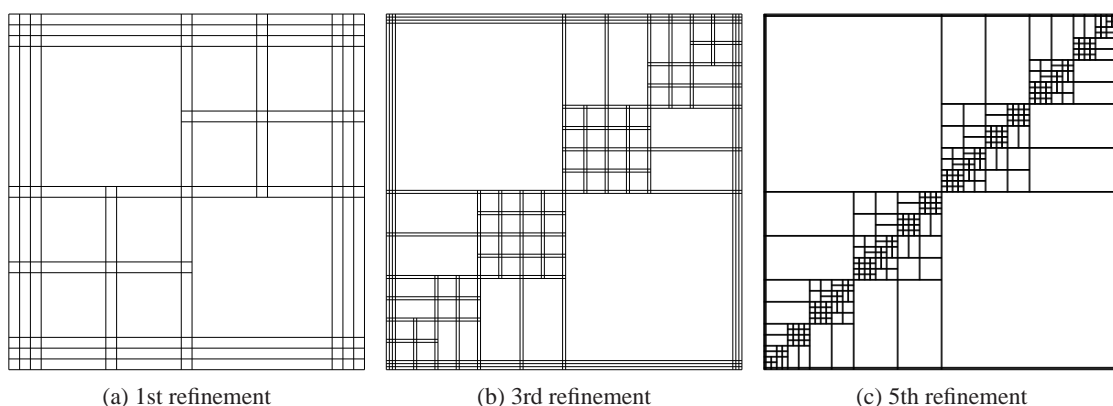 (a) 1st refinement
(b) 3rd refinement
(c) 5th refinement